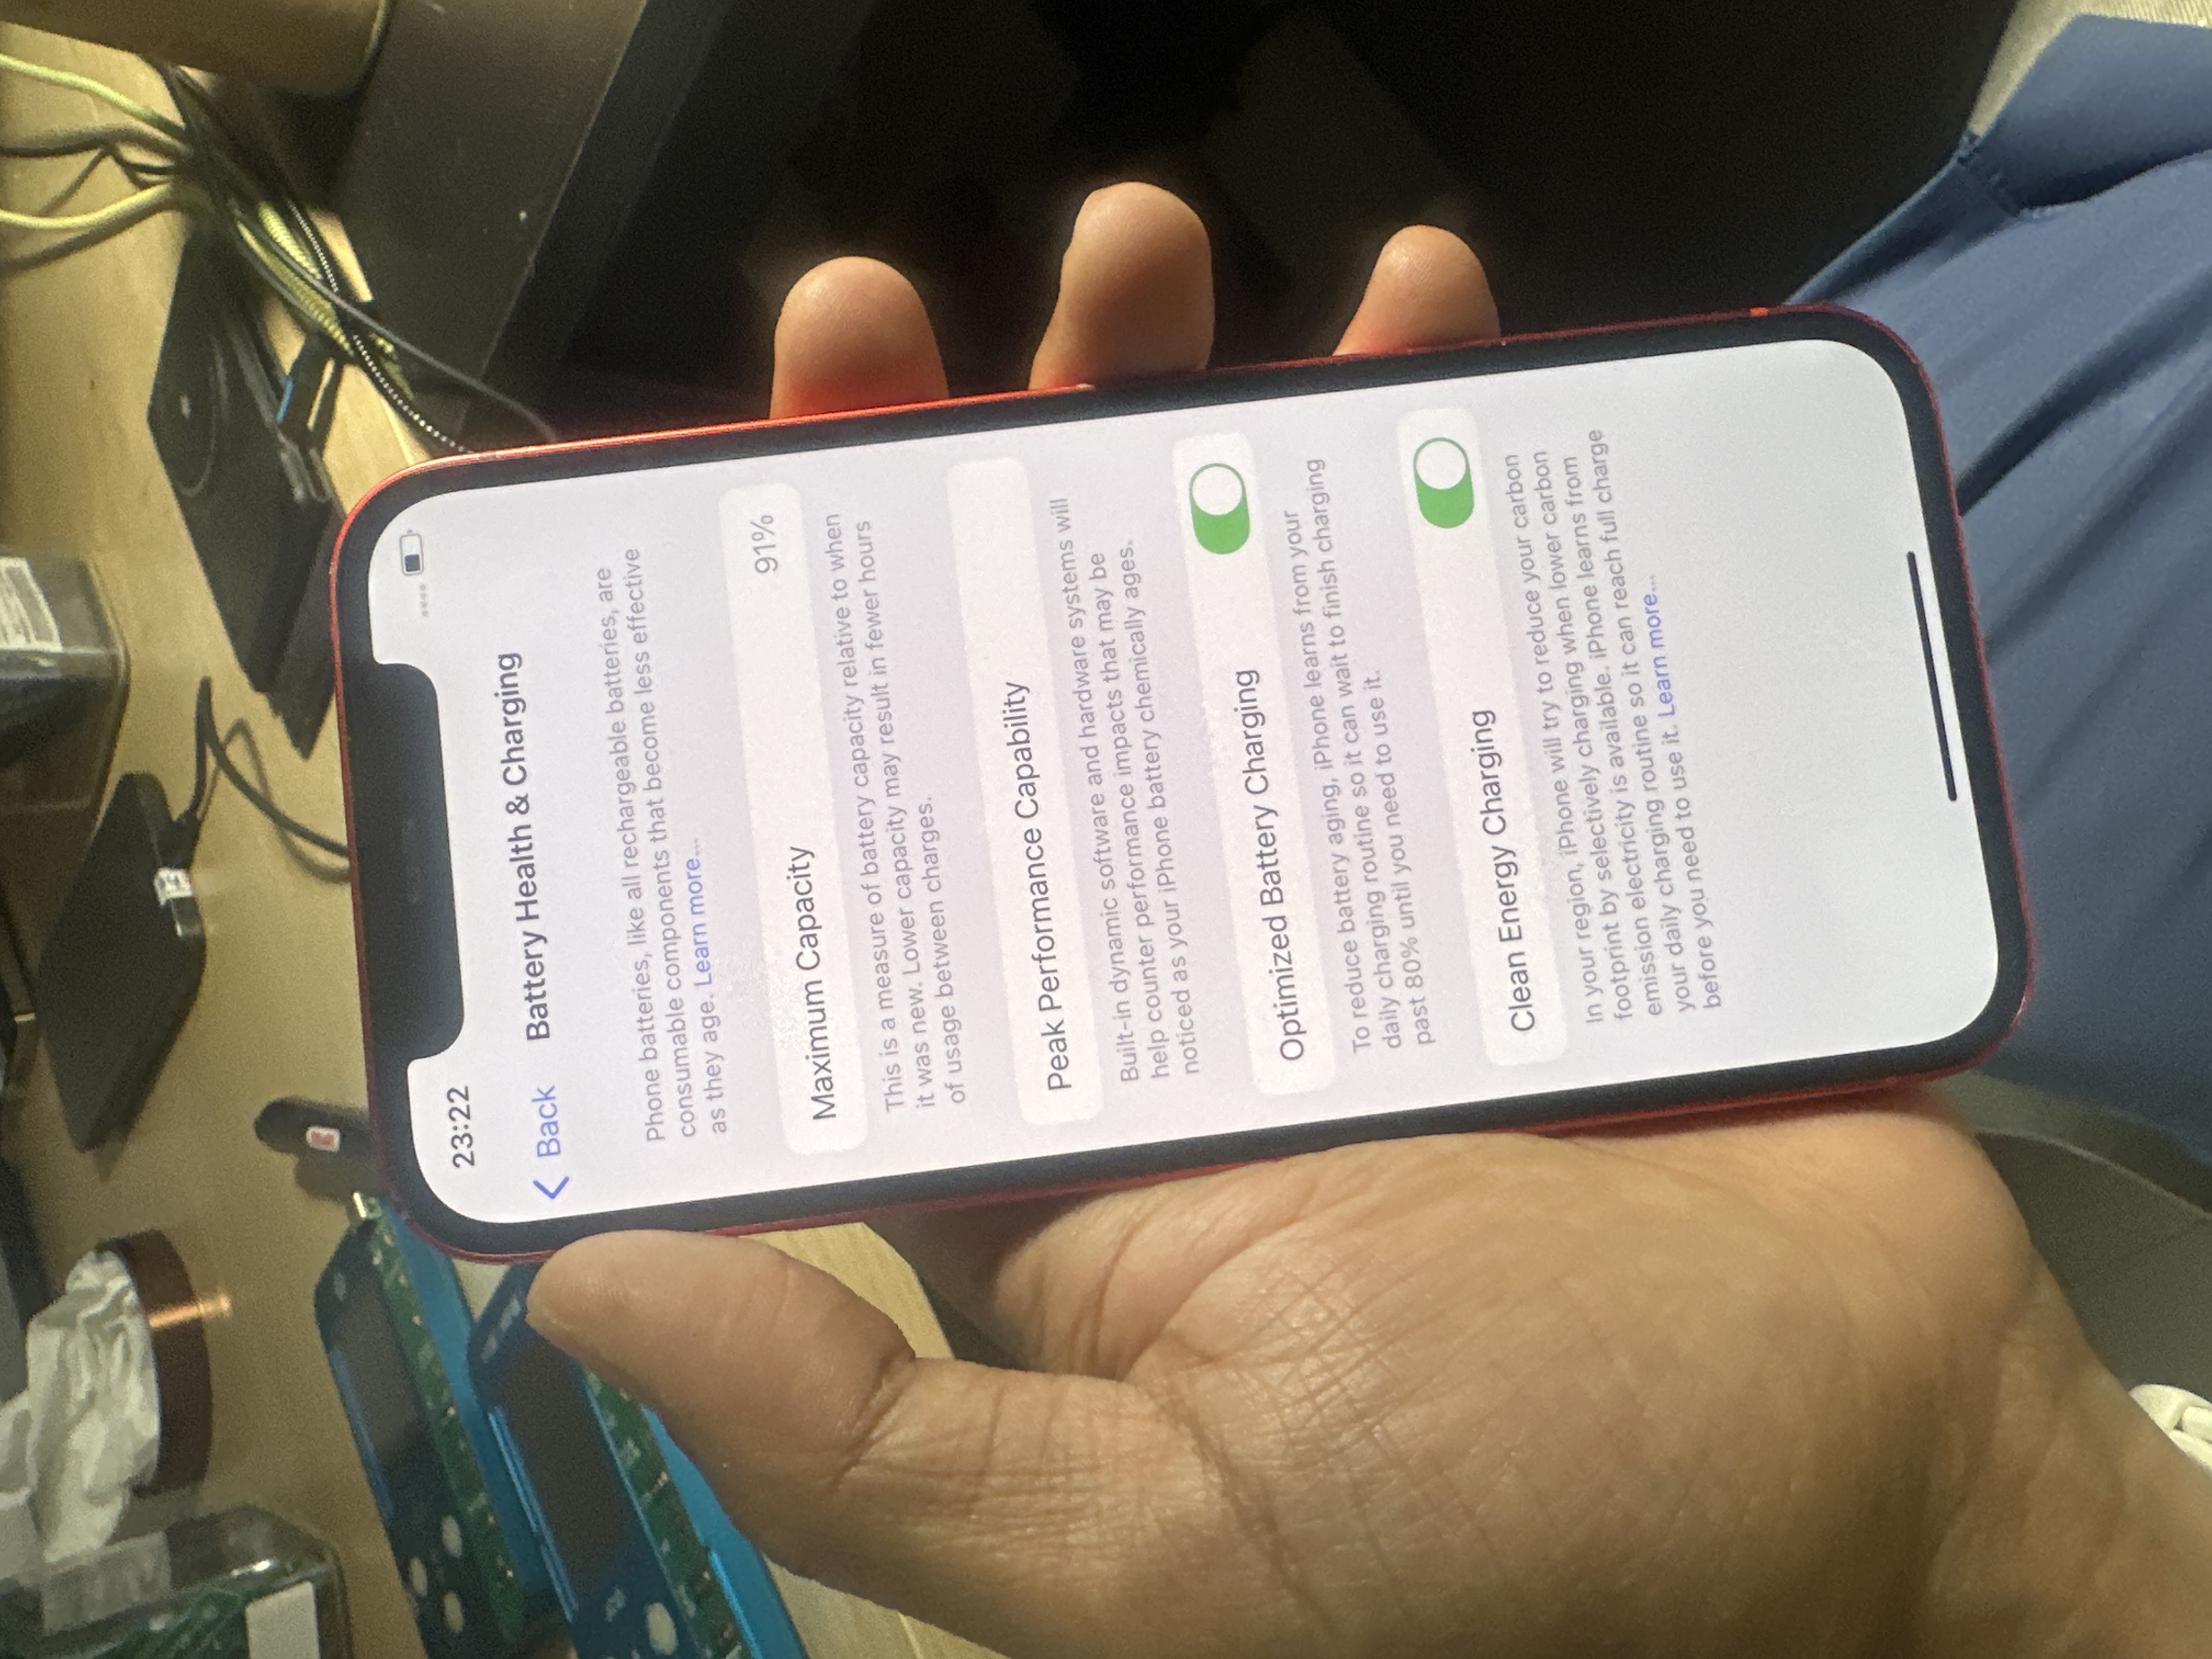 23:22
Back
Battery Health & Charging
Phone batteries, like all rechargeable batteries, are
consumable components that become less effective
as they age. Learn more...
Maximum Capacity 91%
This is a measure of battery capacity relative to when
it was new. Lower capacity may result in fewer hours
of usage between charges.
Peak Performance Capability
Built-in dynamic software and hardware systems will
help counter performance impacts that may be
noticed as your iPhone battery chemically ages.
Optimized Battery Charging
To reduce battery aging, iPhone learns from your
daily charging routine so it can wait to finish charging
past 80% until you need to use it.
Clean Energy Charging
In your region, iPhone will try to reduce your carbon
footprint by selectively charging when lower carbon
emission electricity is available. iPhone learns from
your daily charging routine so it can reach full charge
before you need to use it. Learn more...